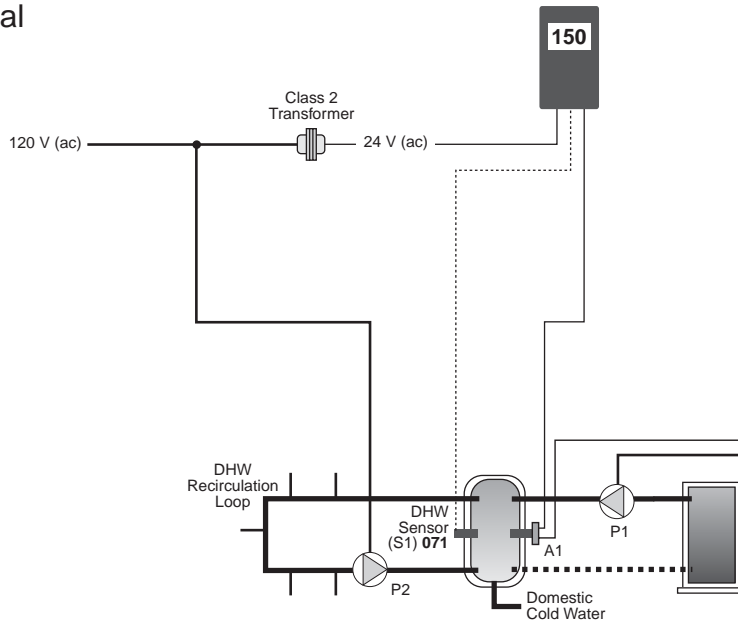 al
150
Class 2
Transformer
120 V (ac)
24 V (ac)
DHW
Recirculation
Loop
DHW
Sensor
(S1) 071
A1
P1
P2
Domestic
Cold Water